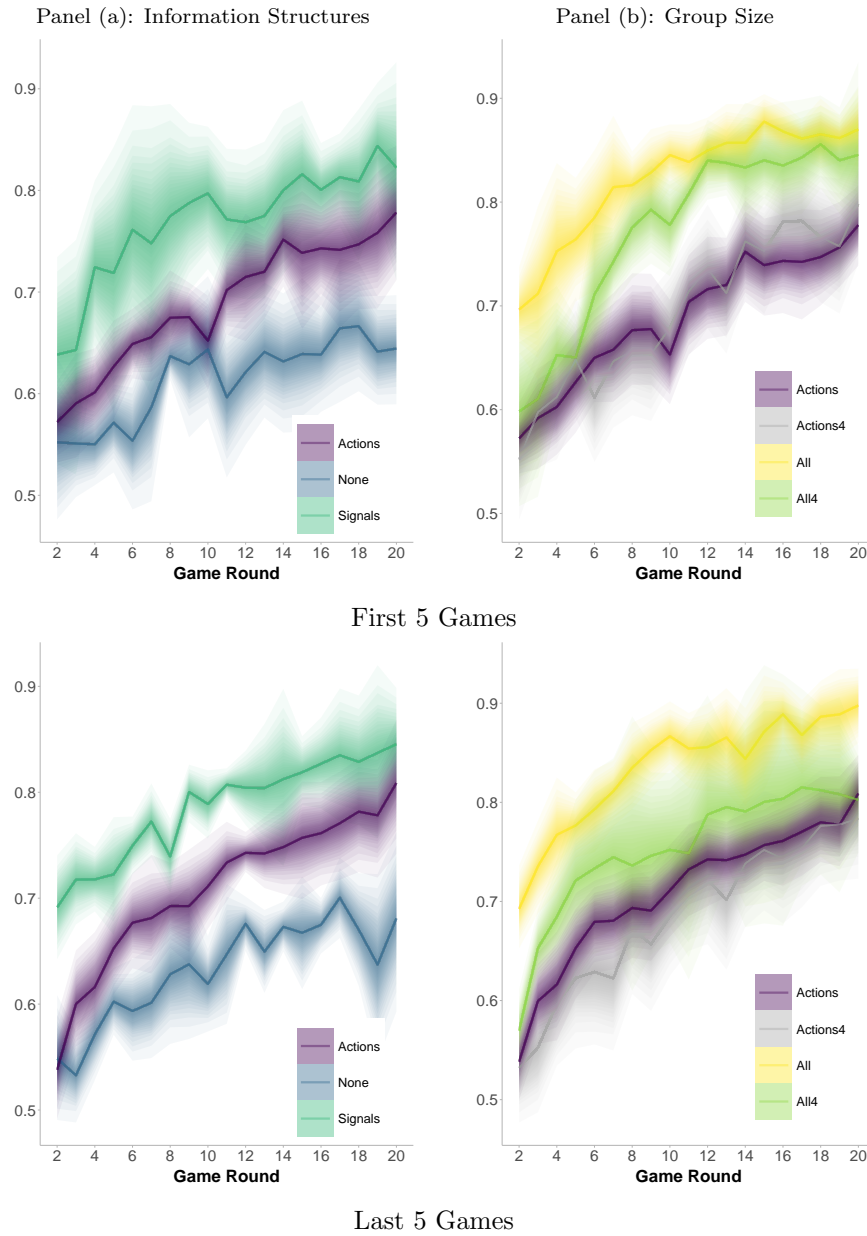 Panel (a): Information Structures
Panel (b): Group Size
0.9
0.8
0.7
0.6
0.5
2 4 6 8 10 12 14 16 18 20
Game Round
Actions
None
Signals
0.9
0.8
0.7
0.6
0.5
2 4 6 8 10 12 14 16 18 20
Game Round
Actions
Actions4
All
All4
First 5 Games
0.9
0.8
0.7
0.6
0.5
2 4 6 8 10 12 14 16 18 20
Game Round
Actions
None
Signals
0.9
0.8
0.7
0.6
0.5
2 4 6 8 10 12 14 16 18 20
Game Round
Actions
Actions4
All
All4
Last 5 Games